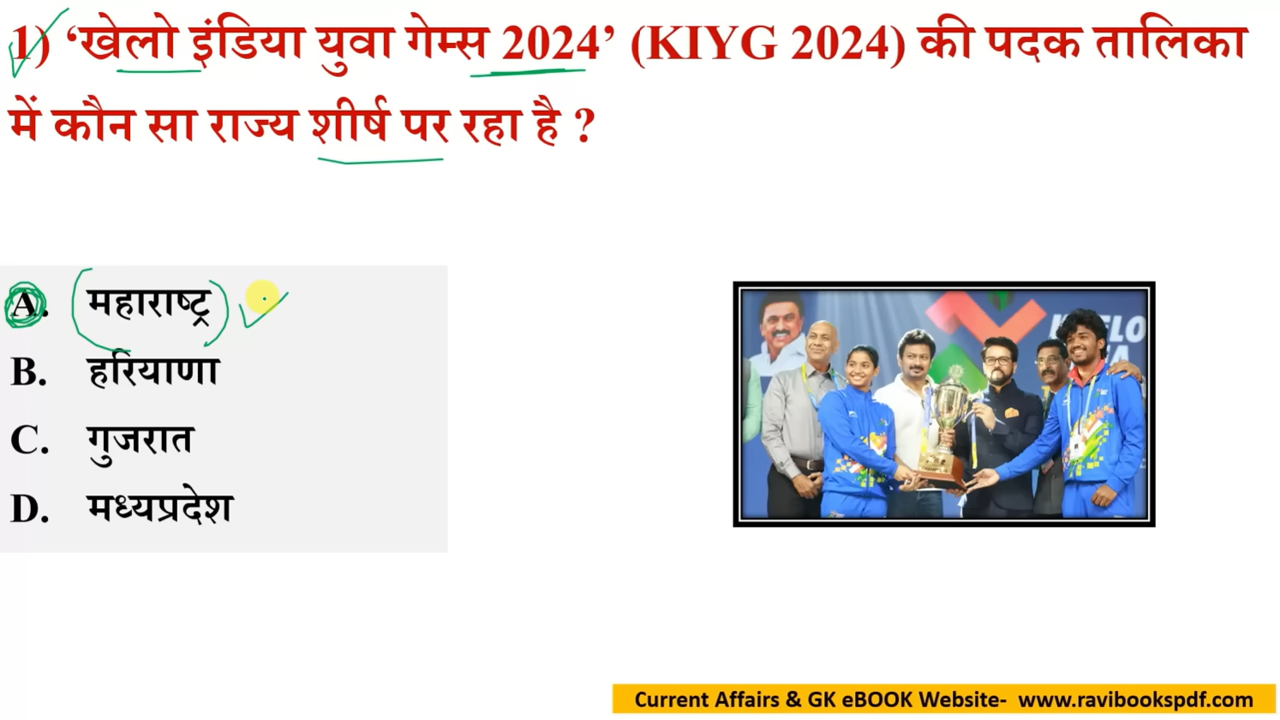 1) ‘खेलो इंडिया युवा गेम्स 2024’ (KIYG 2024) की पदक तालिका
में कौन सा राज्य शीर्ष पर रहा है ?
A. महाराष्ट्र
B. हरियाणा
C. गुजरात
D. मध्यप्रदेश
Current Affairs & GK eBOOK Website- www.ravibookspdf.com